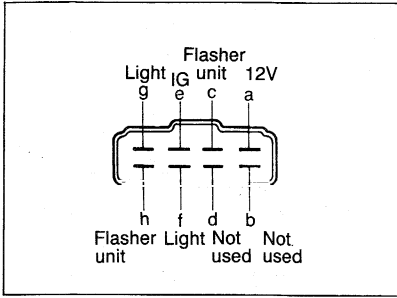 Flasher
Light IG unit 12V
g e c a
h f d b
Flasher Light Not Not.
unit used used